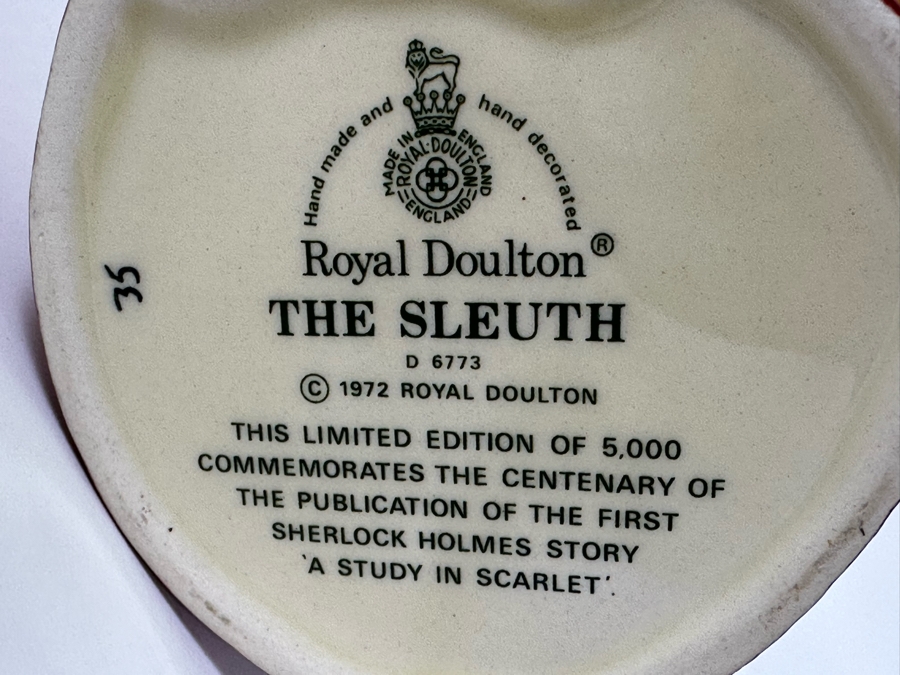 Hand made and hand decorated
MADE IN ENGLAND
ROYAL·DOULTON
ENGLAND
Royal Doulton®
THE SLEUTH
D 6773
© 1972 ROYAL DOULTON
THIS LIMITED EDITION OF 5,000
COMMEMORATES THE CENTENARY OF
THE PUBLICATION OF THE FIRST
SHERLOCK HOLMES STORY
'A STUDY IN SCARLET'.
35